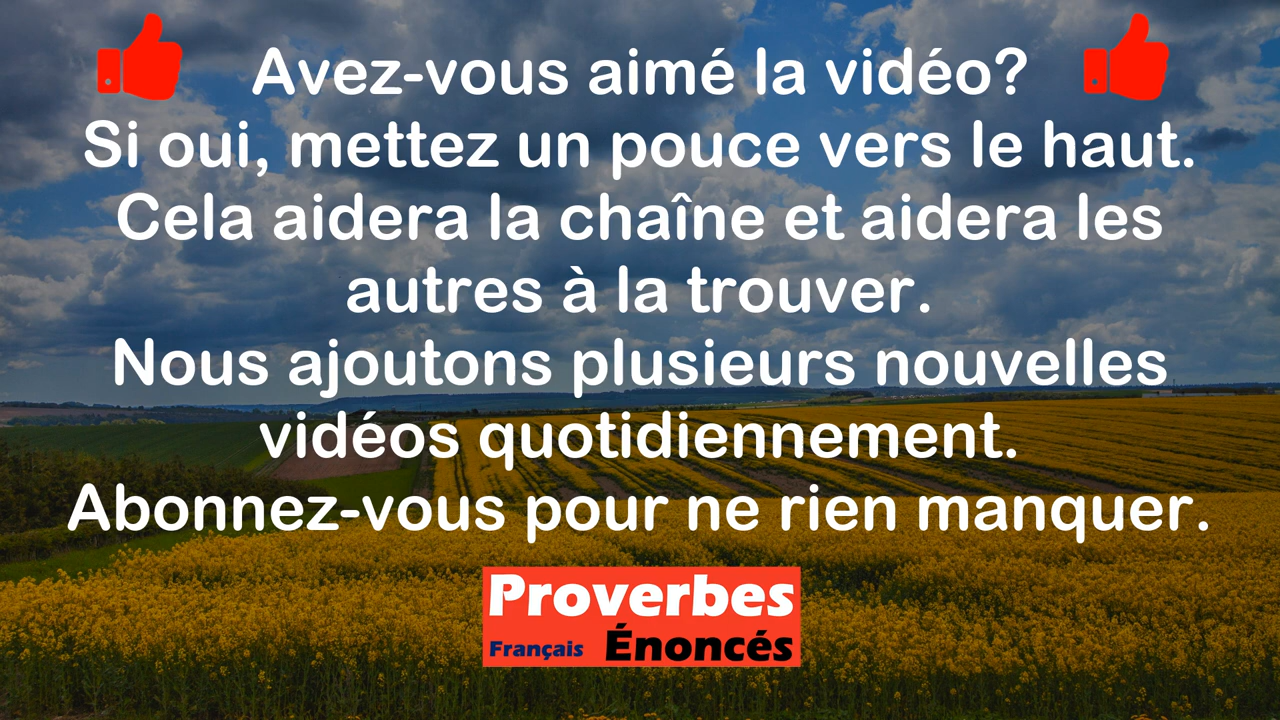 Avez-vous aimé la vidéo?
Si oui, mettez un pouce vers le haut.
Cela aidera la chaîne et aidera les
autres à la trouver.
Nous ajoutons plusieurs nouvelles
vidéos quotidiennement.
Abonnez-vous pour ne rien manquer.
Proverbes
Français Énoncés